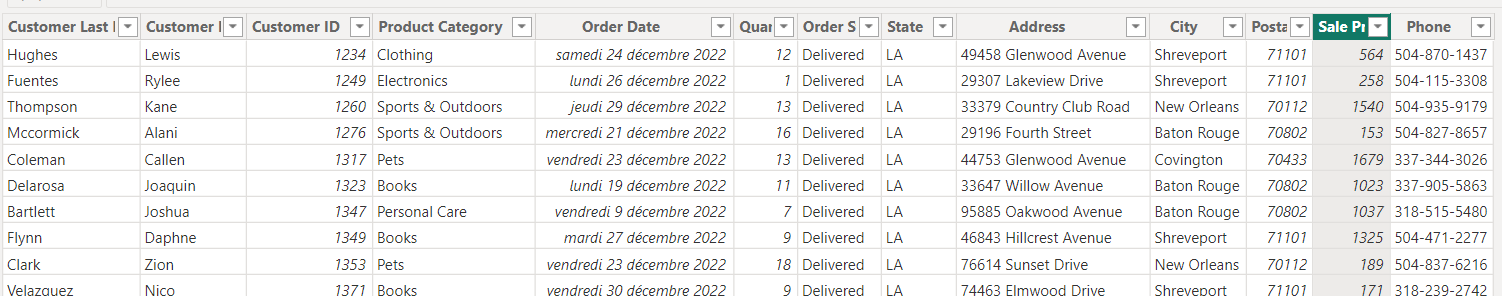 Customer Last Customer Customer ID Product Category Order Date Quar Order S State Address City Posta Sale Pr Phone
Hughes Lewis 1234 Clothing samedi 24 décembre 2022 12 Delivered LA 49458 Glenwood Avenue Shreveport 71101 564 504-870-1437
Fuentes Rylee 1249 Electronics lundi 26 décembre 2022 1 Delivered LA 29307 Lakeview Drive Shreveport 71101 258 504-115-3308
Thompson Kane 1260 Sports & Outdoors jeudi 29 décembre 2022 13 Delivered LA 33379 Country Club Road New Orleans 70112 1540 504-935-9179
Mccormick Alani 1276 Sports & Outdoors mercredi 21 décembre 2022 16 Delivered LA 29196 Fourth Street Baton Rouge 70802 153 504-827-8657
Coleman Callen 1317 Pets vendredi 23 décembre 2022 13 Delivered LA 44753 Glenwood Avenue Covington 70433 1679 337-344-3026
Delarosa Joaquin 1323 Books lundi 19 décembre 2022 11 Delivered LA 33647 Willow Avenue Baton Rouge 70802 1023 337-905-5863
Bartlett Joshua 1347 Personal Care vendredi 9 décembre 2022 7 Delivered LA 95885 Oakwood Avenue Baton Rouge 70802 1037 318-515-5480
Flynn Daphne 1349 Books mardi 27 décembre 2022 9 Delivered LA 46843 Hillcrest Avenue Shreveport 71101 1325 504-471-2277
Clark Zion 1353 Pets vendredi 23 décembre 2022 18 Delivered LA 76614 Sunset Drive New Orleans 70112 189 504-837-6216
Velazquez Nico 1371 Books vendredi 30 décembre 2022 9 Delivered LA 74463 Elmwood Drive Shreveport 71101 171 318-239-2742